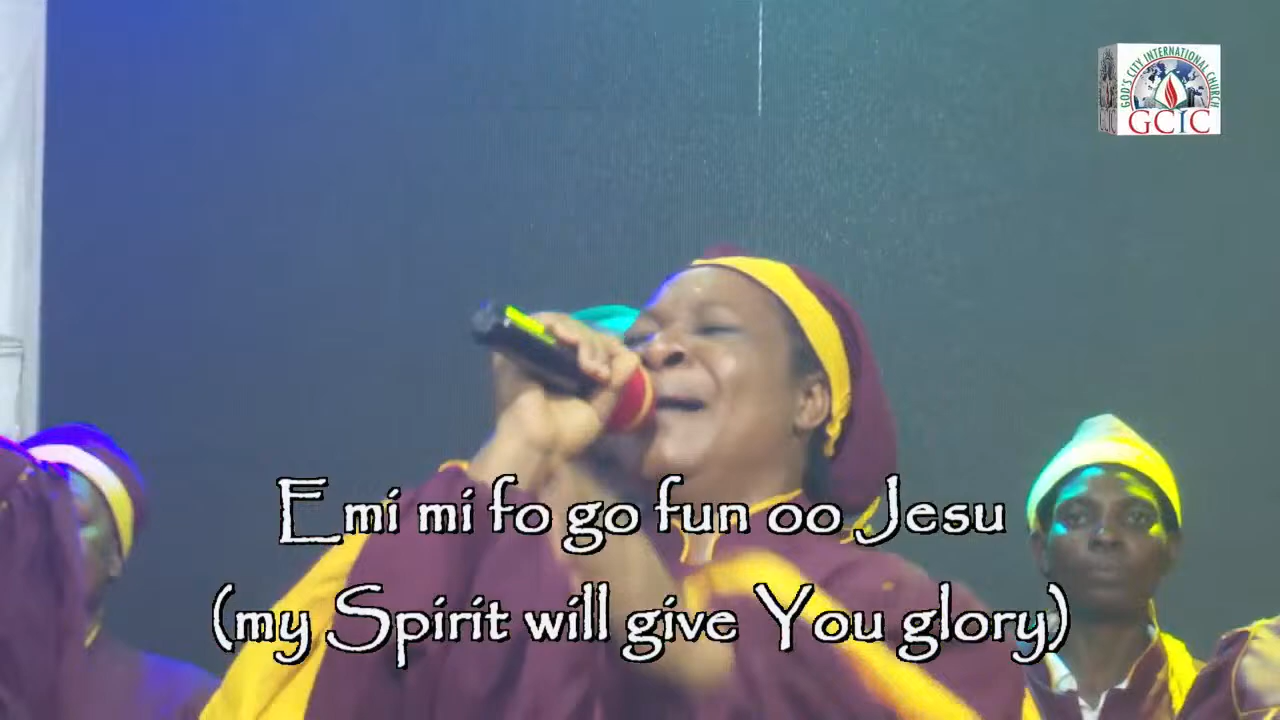 GOD'S CITY INTERNATIONAL CHURCH
GCIC
Emi mi fo go fun oo Jesu
(my Spirit will give You glory)